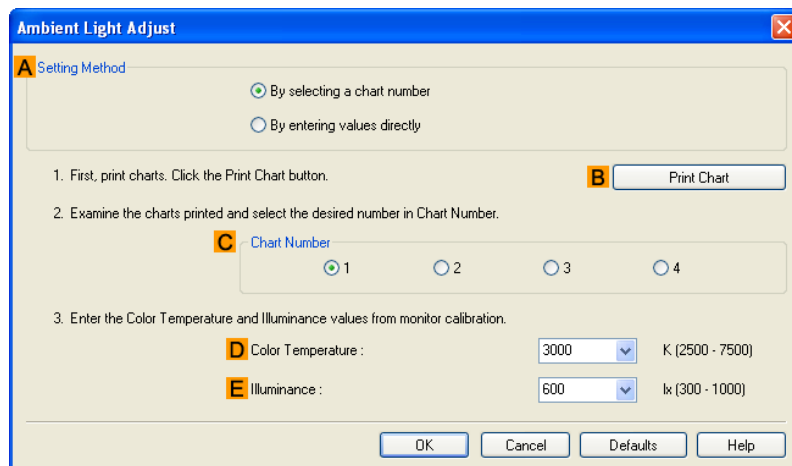 Ambient Light Adjust
A Setting Method
By selecting a chart number
By entering values directly
1. First, print charts. Click the Print Chart button. B Print Chart
2. Examine the charts printed and select the desired number in Chart Number.
C Chart Number
1 2 3 4
3. Enter the Color Temperature and Illuminance values from monitor calibration.
D Color Temperature : 3000 K (2500 - 7500)
E Illuminance : 600 lx (300 - 1000)
OK Cancel Defaults Help